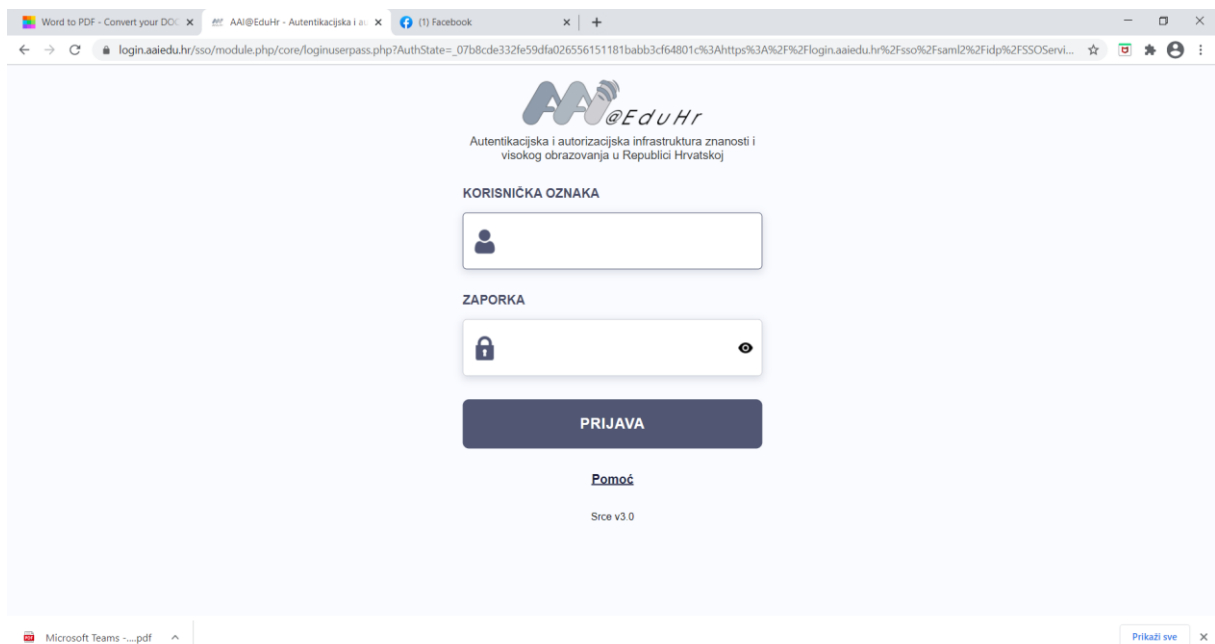 Word to PDF - Convert your DOC
AAI@EduHr - Autentikacijska i au
(1) Facebook
login.aaiedu.hr/sso/module.php/core/loginuserpass.php?AuthState=_07b8cde332fe59dfa026556151181babb3cf64801c%3Ahttps%3A%2F%2Flogin.aaiedu.hr%2Fsso%2Fsaml2%2Fidp%2FSSOServi...
AAI@EduHr
Autentikacijska i autorizacijska infrastruktura znanosti i
visokog obrazovanja u Republici Hrvatskoj
KORISNIČKA OZNAKA
ZAPORKA
PRIJAVA
Pomoć
Srce v3.0
Microsoft Teams -....pdf
Prikaži sve